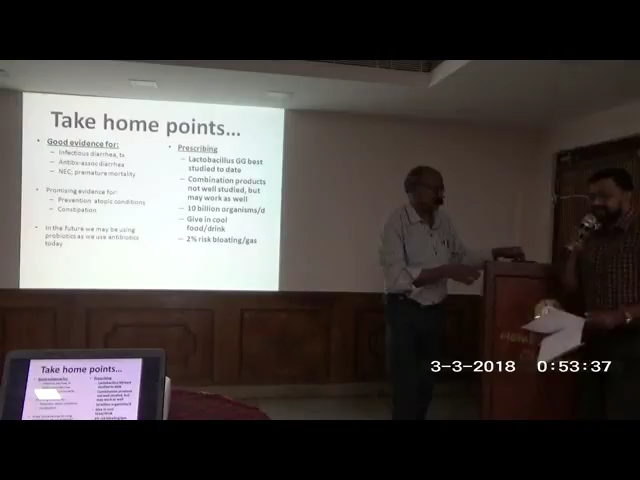 Take home points...
• Good evidence for:
– Infectious diarrhea, tx
– Antibx-assoc diarrhea
– NEC, premature mortality
• Promising evidence for:
– Prevention atopic conditions
– Constipation
• In the future we may be using
probiotics as we use antibiotics
today
• Prescribing
– Lactobacillus GG best
studied to date
– Combination products
not well studied, but
may work as well
– 10 billion organisms/d
– Give in cool
food/drink
– 2% risk bloating/gas
Take home points...
3-3-2018 0:53:37